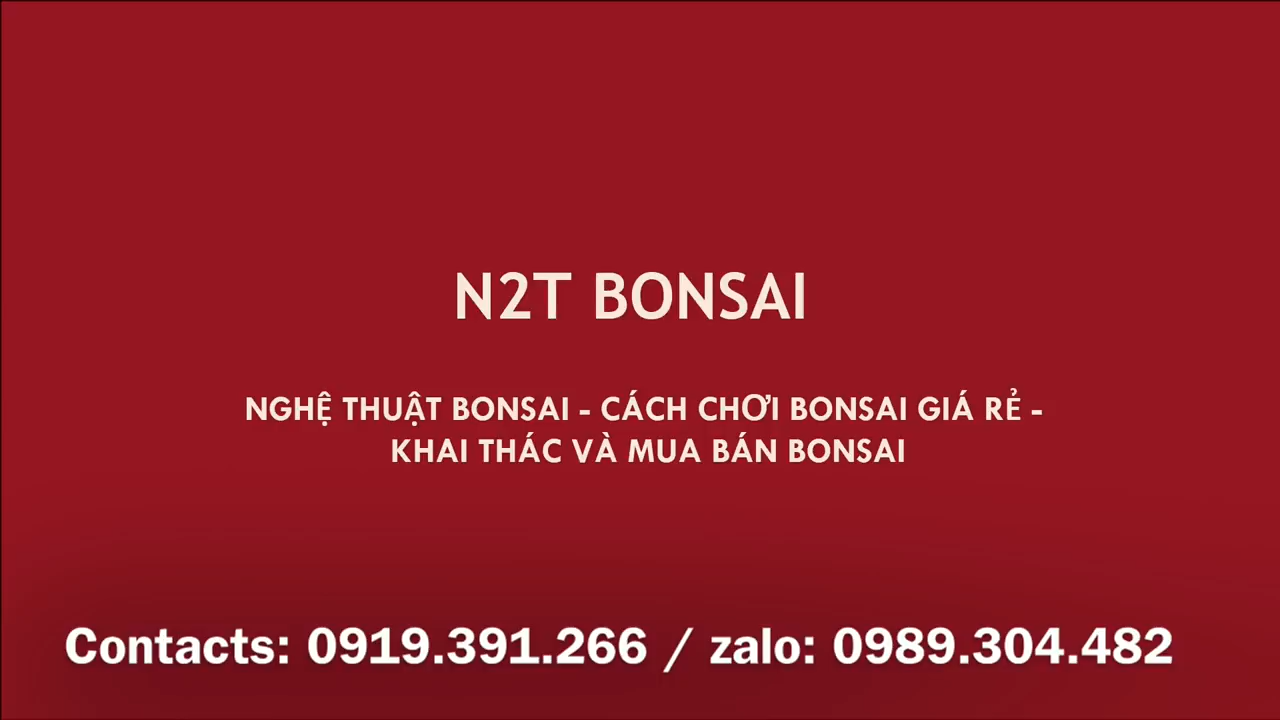 N2T BONSAI
NGHỆ THUẬT BONSAI - CÁCH CHƠI BONSAI GIÁ RẺ -
KHAI THÁC VÀ MUA BÁN BONSAI
Contacts: 0919.391.266 / zalo: 0989.304.482